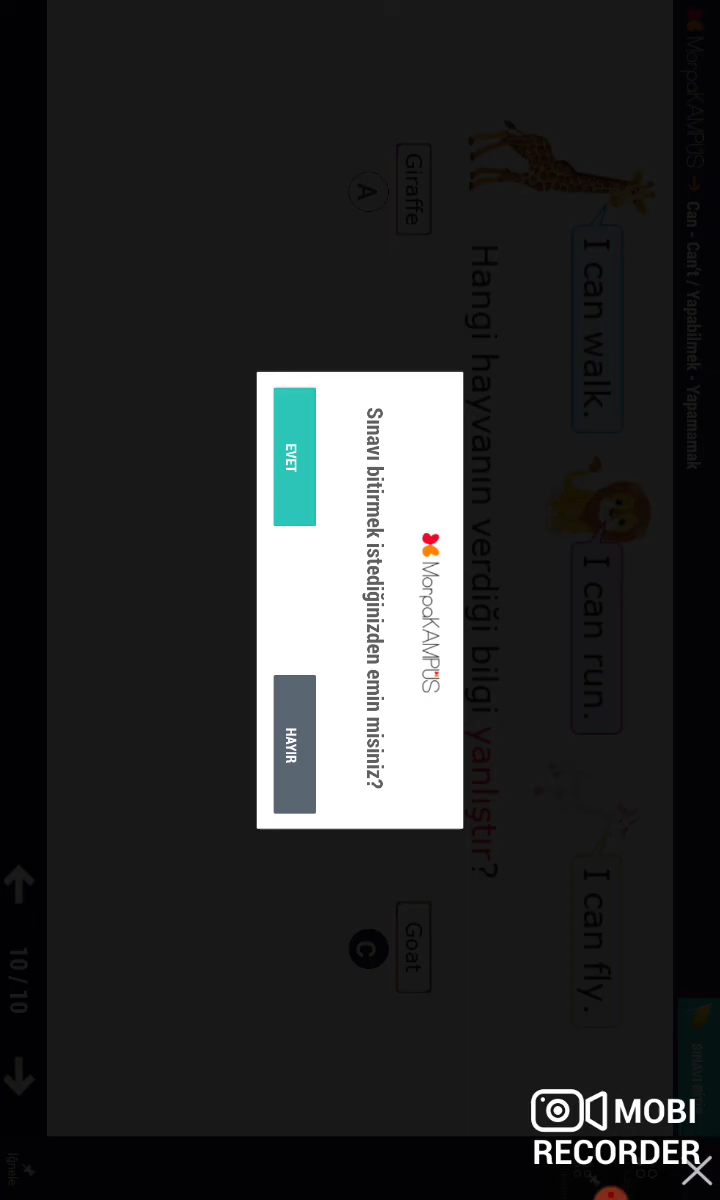 MorpaKAMPÜS → Can - Can't / Yapabilmek - Yapamamak
I can walk.
I can run.
I can fly.
Hangi hayvanın verdiği bilgi yanlıştır?
Giraffe
Goat
A
C
MorpaKAMPÜS
Sınavı bitirmek istediğinizden emin misiniz?
EVET
HAYIR
10 / 10
İğnele
MOBI
RECORDER